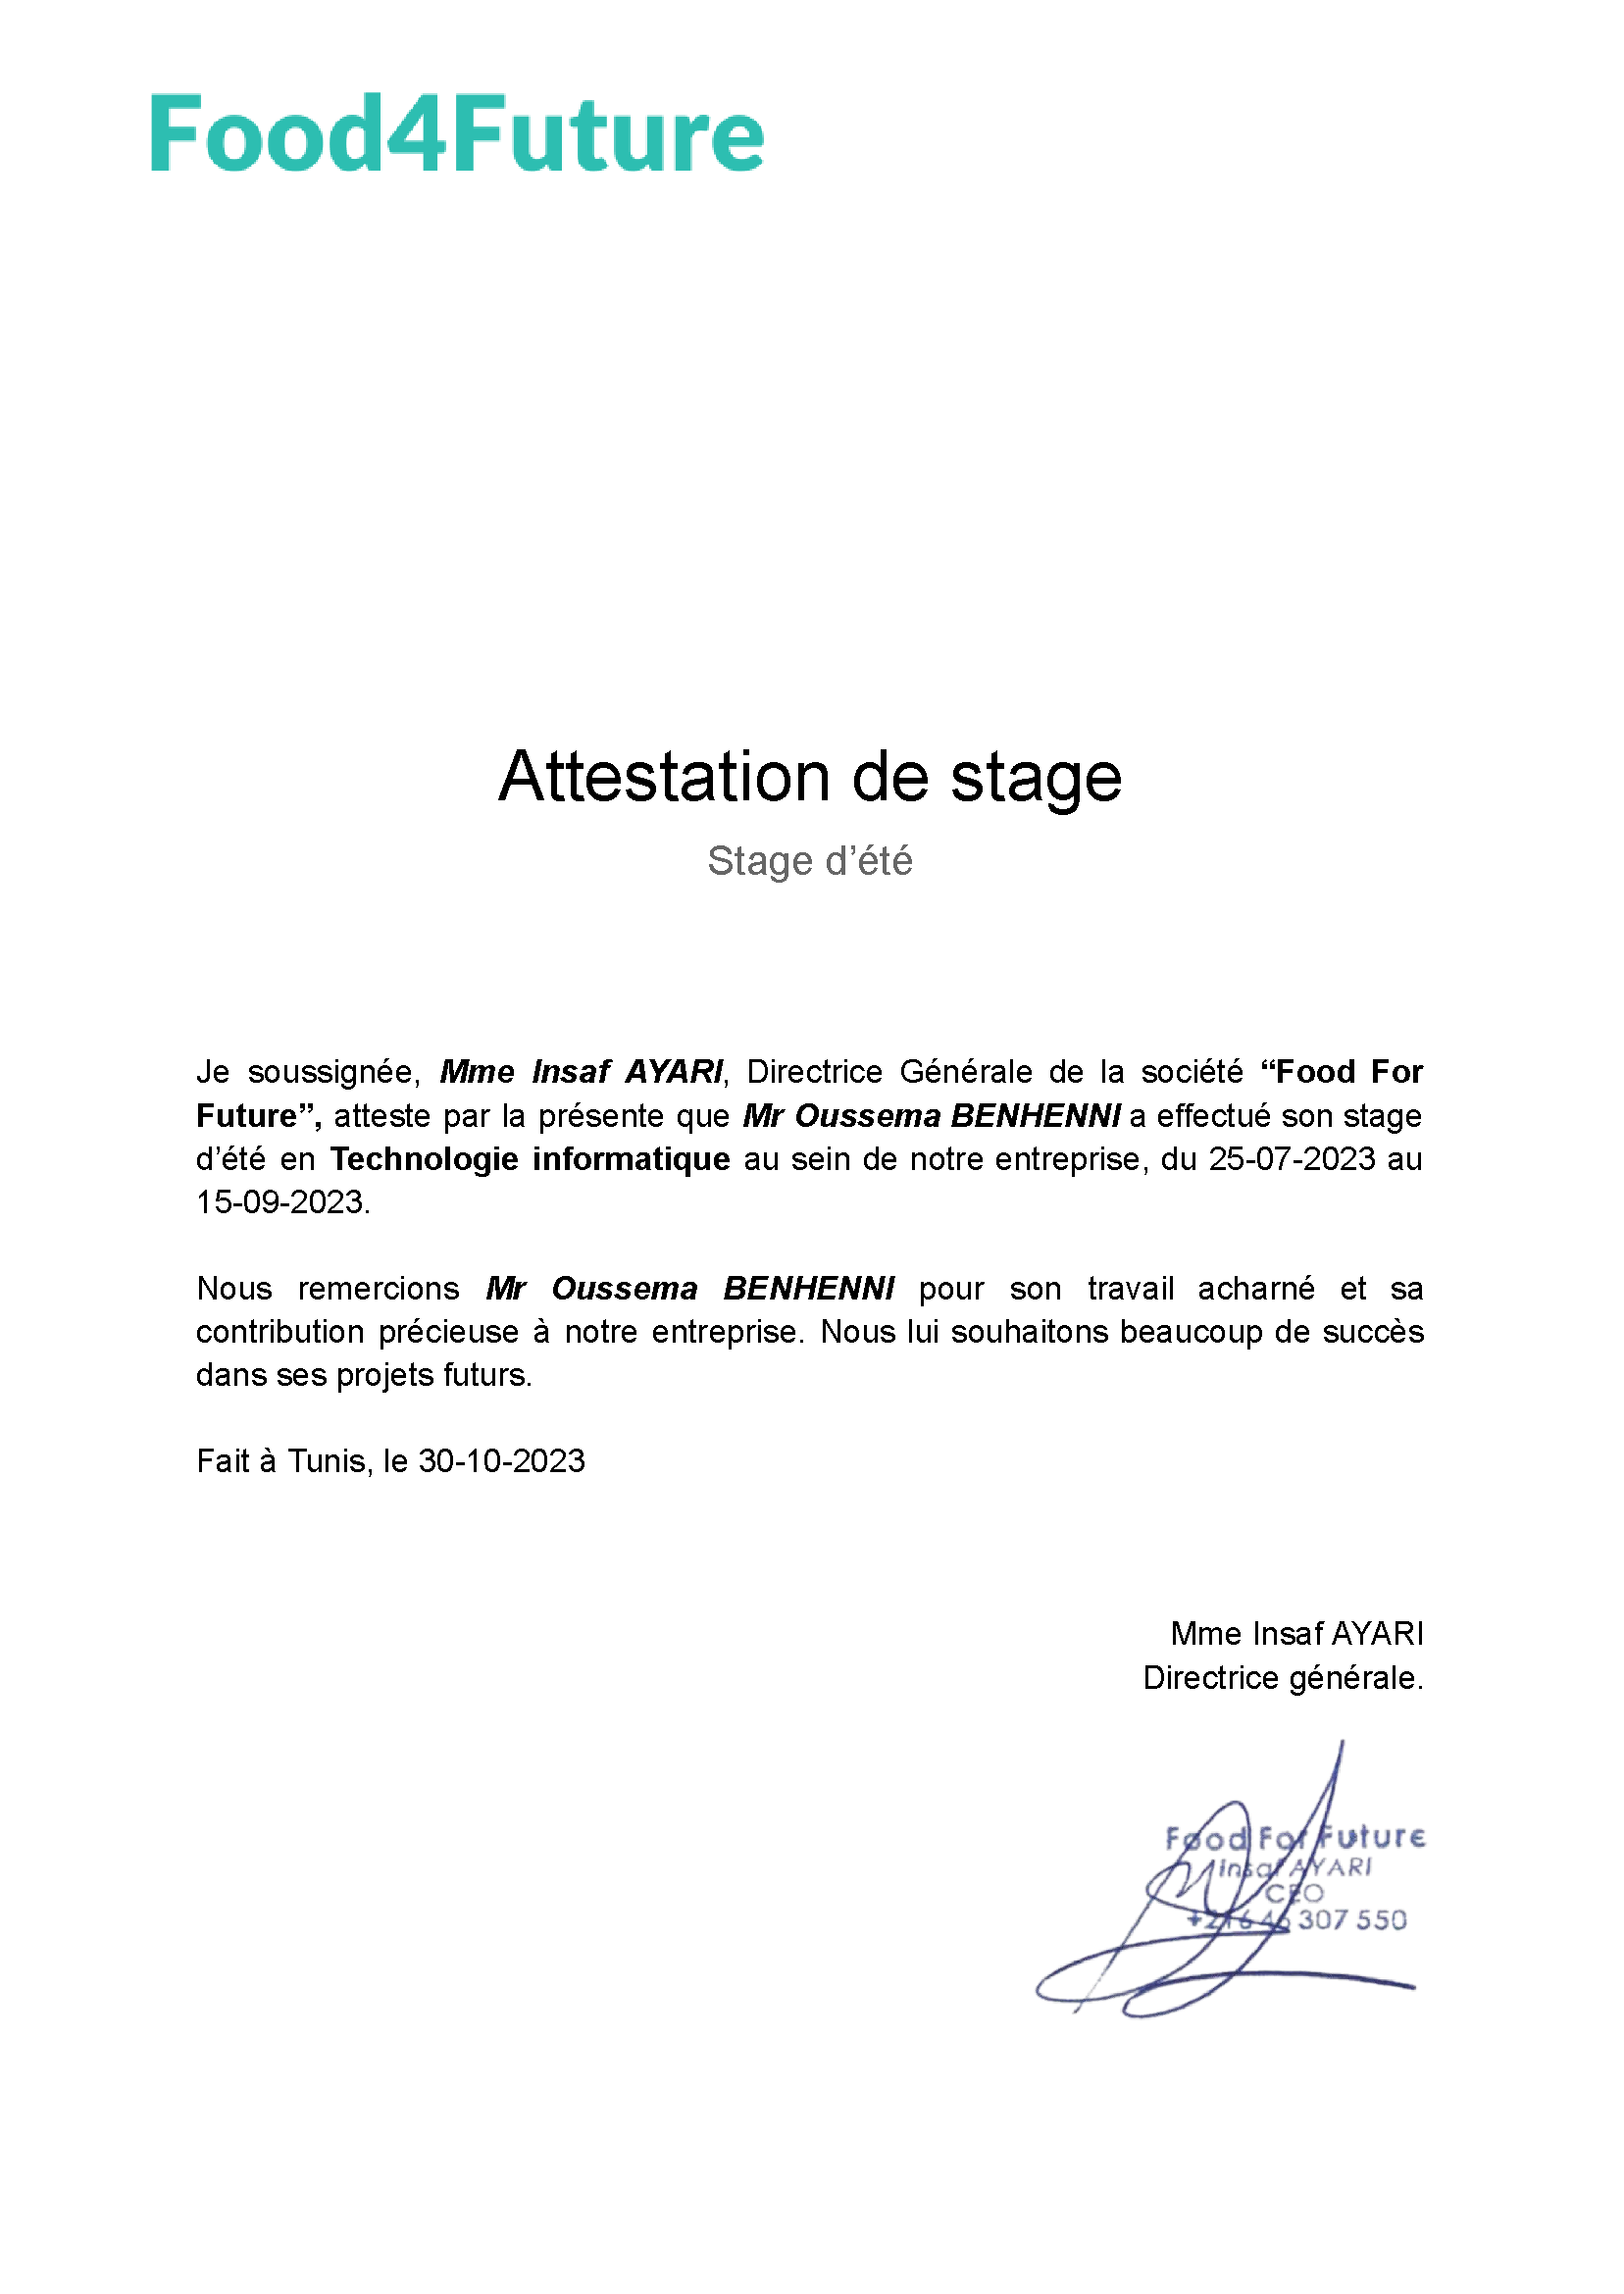 Food4Future
Attestation de stage
Stage d’été
Je soussignée, Mme Insaf AYARI, Directrice Générale de la société “Food For
Future”, atteste par la présente que Mr Oussema BENHENNI a effectué son stage
d’été en Technologie informatique au sein de notre entreprise, du 25-07-2023 au
15-09-2023.
Nous remercions Mr Oussema BENHENNI pour son travail acharné et sa
contribution précieuse à notre entreprise. Nous lui souhaitons beaucoup de succès
dans ses projets futurs.
Fait à Tunis, le 30-10-2023
Mme Insaf AYARI
Directrice générale.
Food For Future
Insaf AYARI
CEO
307 550